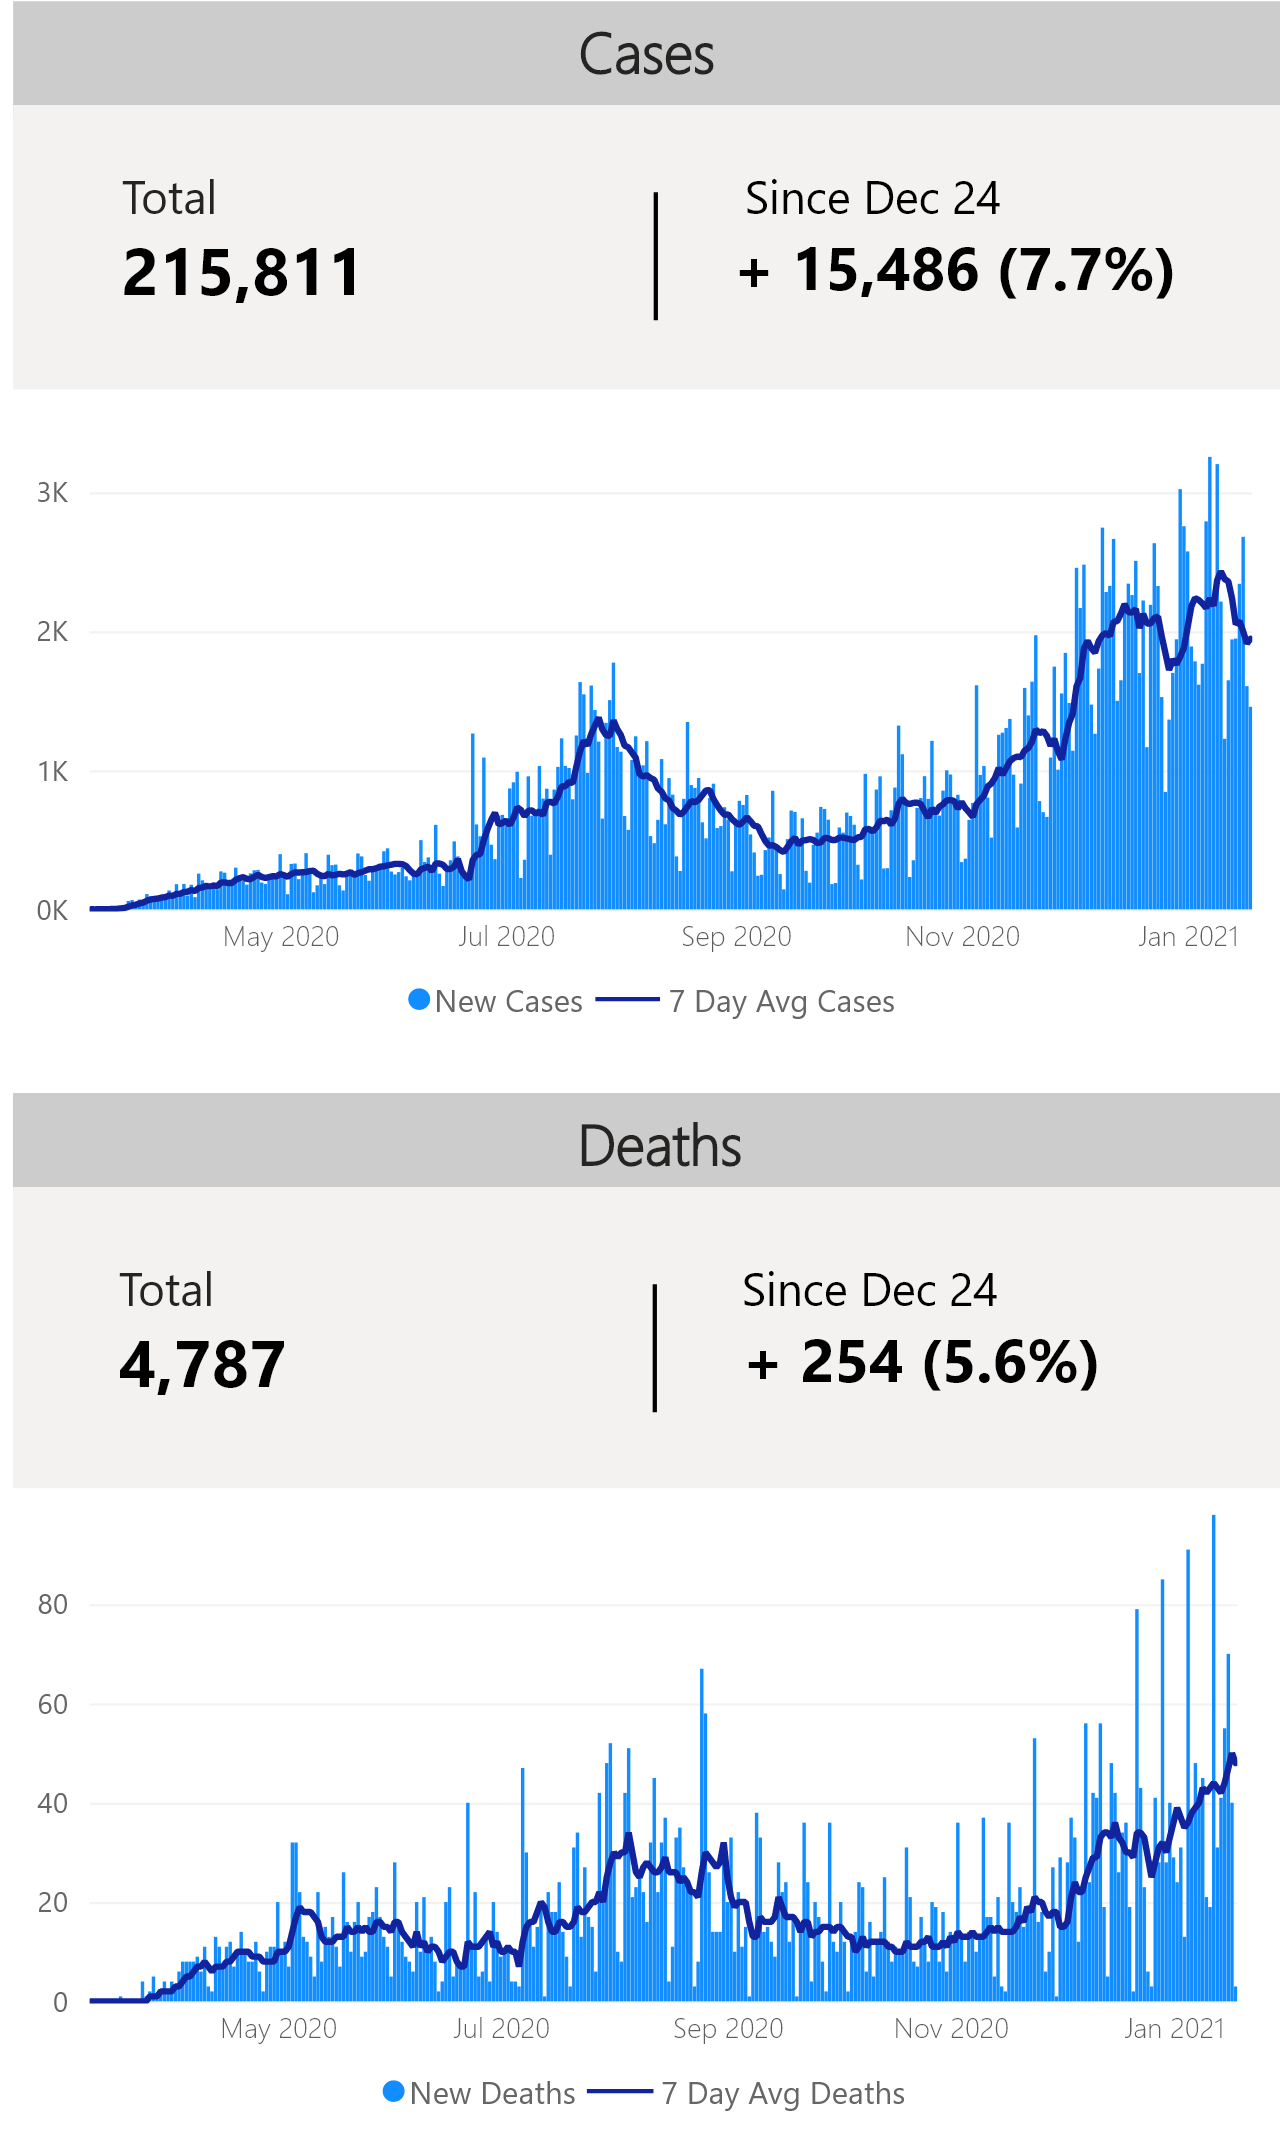 Cases
Total
Since Dec 24
215,811
+ 15,486 (7.7%)
3K
2K
1K
0K
May 2020
Jul 2020
Sep 2020
Nov 2020
Jan 2021
New Cases
7 Day Avg Cases
Deaths
Total
Since Dec 24
4,787
+ 254 (5.6%)
80
60
40
20
0
May 2020
Jul 2020
Sep 2020
Nov 2020
Jan 2021
New Deaths
7 Day Avg Deaths